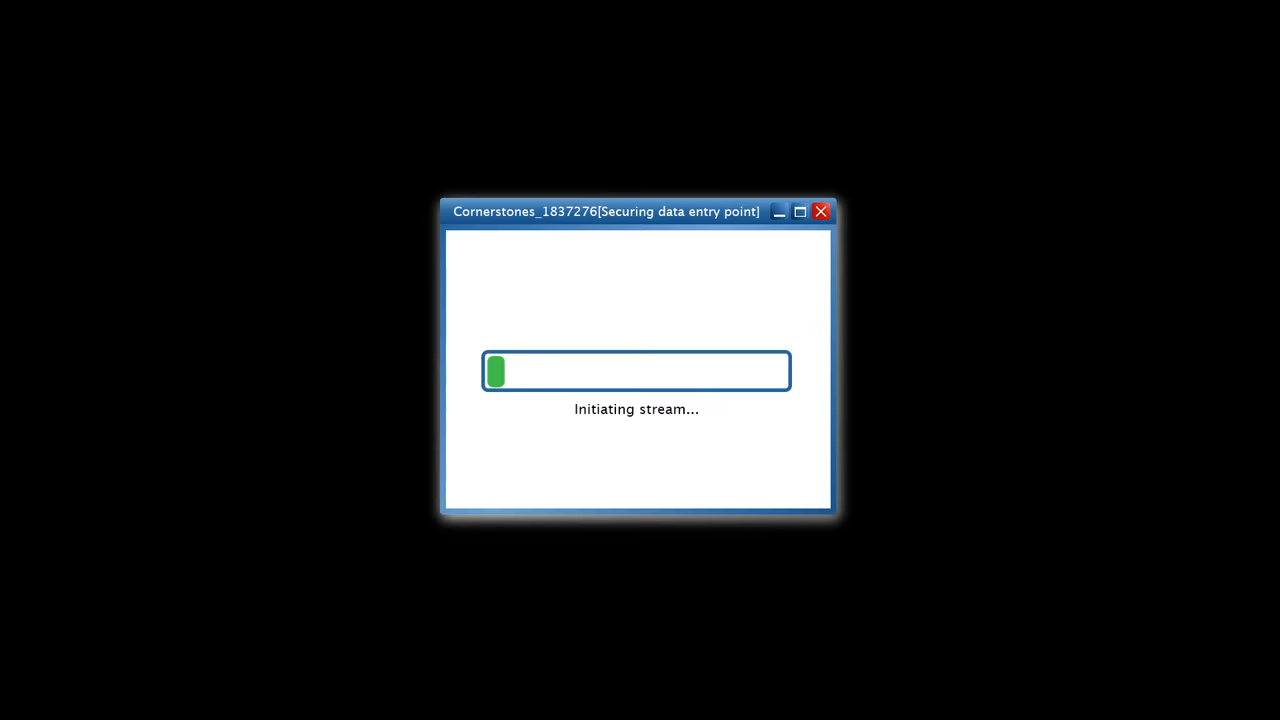 Cornerstones_1837276[Securing data entry point]
Initiating stream...